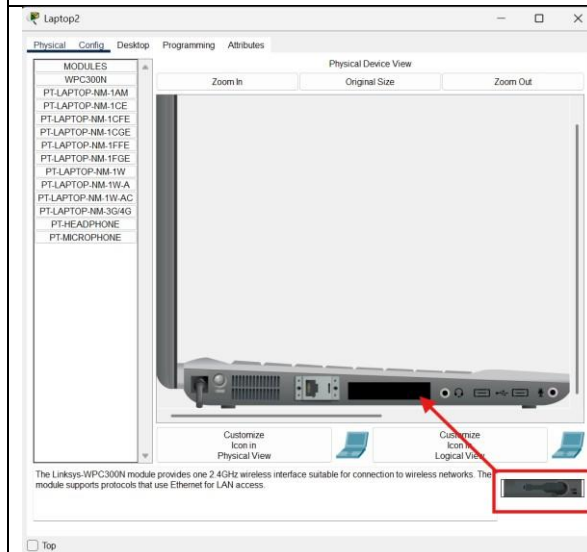 Laptop2
Physical Config Desktop Programming Attributes
MODULES
WPC300N
PT-LAPTOP-NM-1AM
PT-LAPTOP-NM-1CE
PT-LAPTOP-NM-1CFE
PT-LAPTOP-NM-1CGE
PT-LAPTOP-NM-1FFE
PT-LAPTOP-NM-1FGE
PT-LAPTOP-NM-1W
PT-LAPTOP-NM-1W-A
PT-LAPTOP-NM-1W-AC
PT-LAPTOP-NM-3G/4G
PT-HEADPHONE
PT-MICROPHONE
Physical Device View
Zoom In Original Size Zoom Out
Customize
Icon in
Physical View
Customize
Icon in
Logical View
The Linksys-WPC300N module provides one 2.4GHz wireless interface suitable for connection to wireless networks. The
module supports protocols that use Ethernet for LAN access.
Top